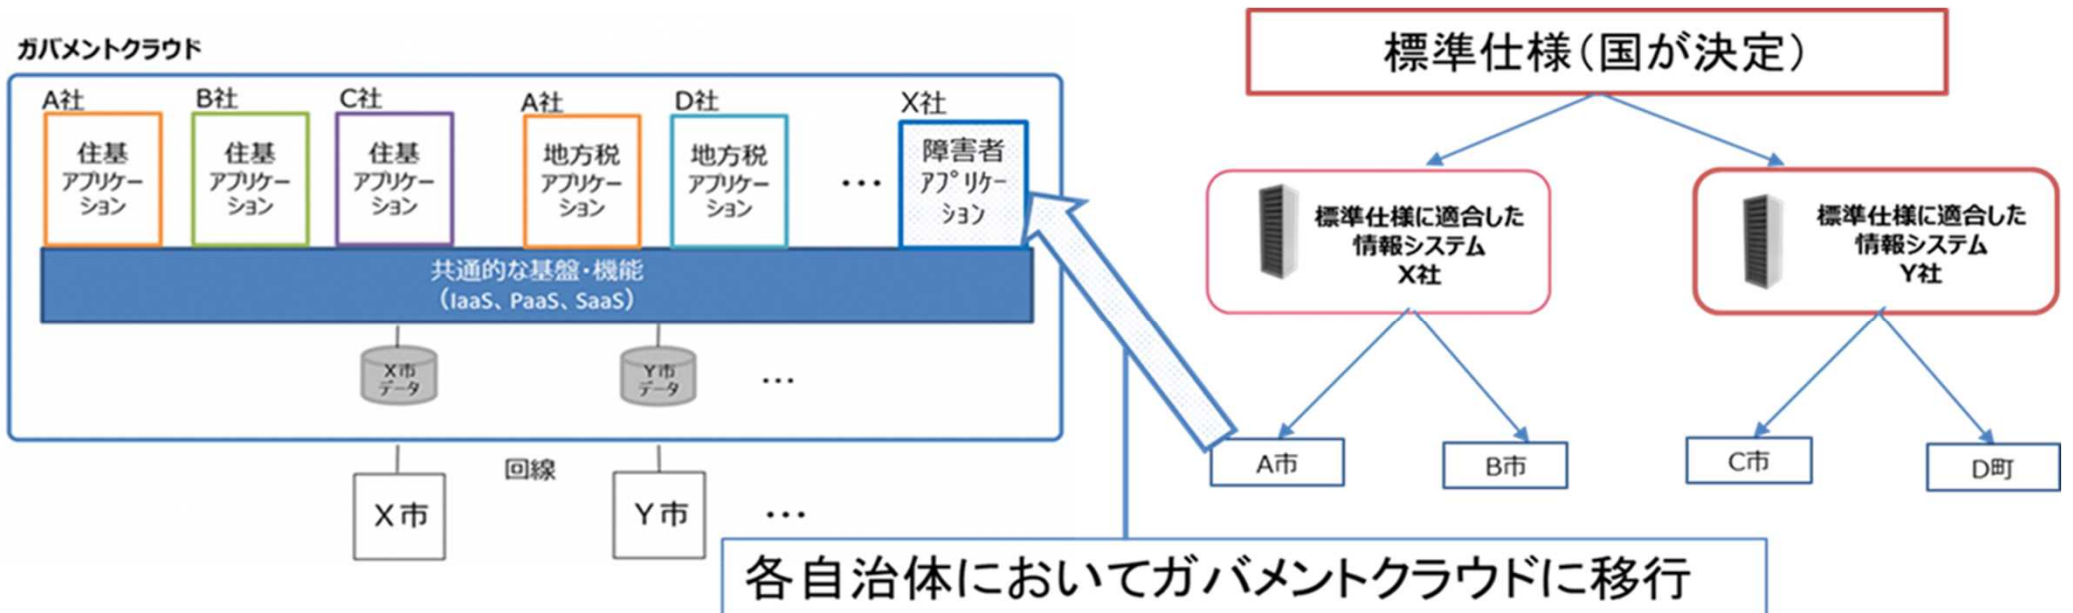 ガバメントクラウド
A社
住基
アプリケー
ション
B社
住基
アプリケー
ション
C社
住基
アプリケー
ション
A社
地方税
アプリケー
ション
D社
地方税
アプリケー
ション
…
X社
障害者
アプリケー
ション
共通的な基盤・機能
(IaaS、PaaS、SaaS)
X市
データ
Y市
データ
…
回線
X市
Y市
…
標準仕様(国が決定)
標準仕様に適合した
情報システム
X社
標準仕様に適合した
情報システム
Y社
A市
B市
C市
D町
各自治体においてガバメントクラウドに移行